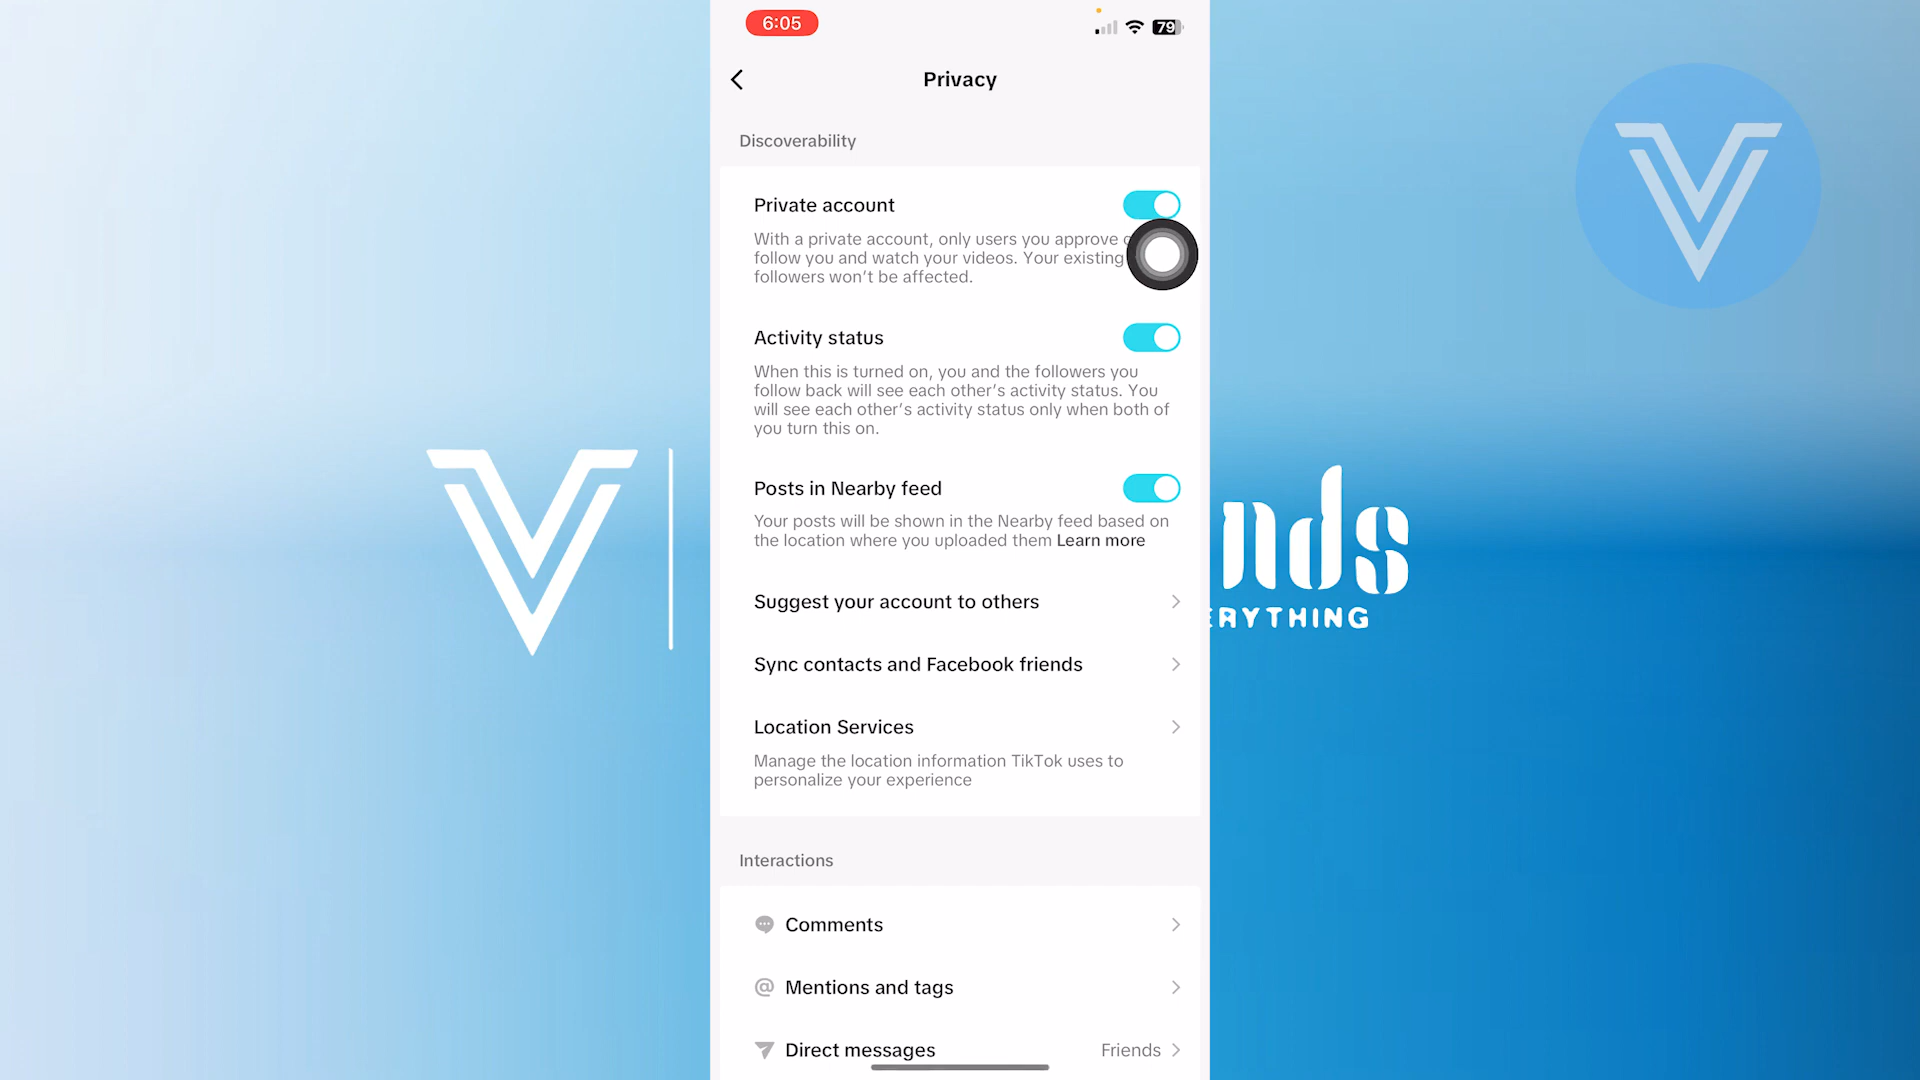 6:05
79
Privacy
Discoverability
Private account
With a private account, only users you approve
follow you and watch your videos. Your existing
followers won't be affected.
Activity status
When this is turned on, you and the followers you
follow back will see each other's activity status. You
will see each other's activity status only when both of
you turn this on.
Posts in Nearby feed
Your posts will be shown in the Nearby feed based on
the location where you uploaded them Learn more
Suggest your account to others
Sync contacts and Facebook friends
Location Services
Manage the location information TikTok uses to
personalize your experience
Interactions
Comments
Mentions and tags
Direct messages Friends
nds
ERYTHING